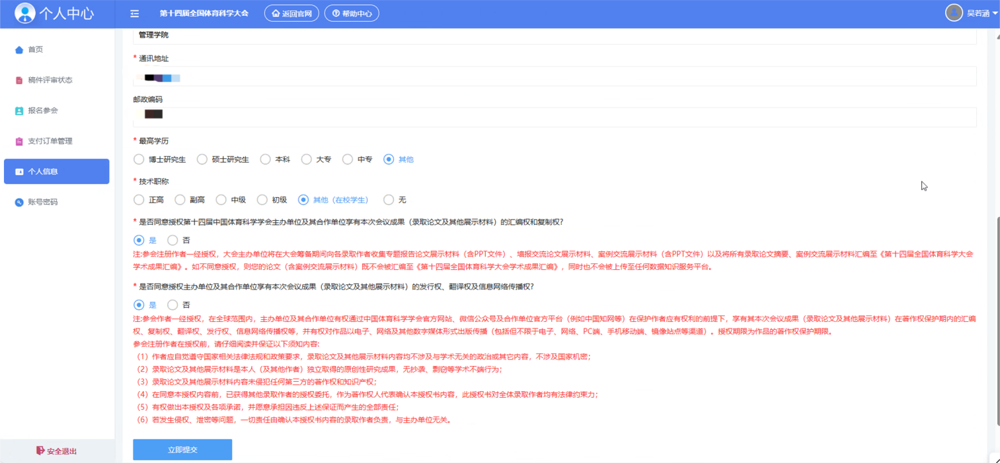 个人中心
第十四届全国体育科学大会
返回官网
帮助中心
吴若涵
首页
稿件评审状态
报名参会
支付订单管理
个人信息
账号密码
安全退出
管理学院
* 通讯地址
邮政编码
* 最高学历
博士研究生 硕士研究生 本科 大专 中专 其他
* 技术职称
正高 副高 中级 初级 其他（在校学生） 无
* 是否同意授权第十四届中国体育科学学会主办单位及其合作单位享有本次会议成果（录取论文及其他展示材料）的汇编权和复制权?
是 否
注:参会注册作者一经授权，大会主办单位将在大会筹备期间向各录取作者收集专题报告论文展示材料（含PPT文件）、墙报交流论文展示材料、案例交流展示材料（含PPT文件）以及将所有录取论文摘要、案例交流展示材料汇编至《第十四届全国体育科学大会
学术成果汇编》。如不同意授权，则您的论文（含案例交流展示材料）既不会被汇编至《第十四届全国体育科学大会学术成果汇编》，同时也不会被上传至任何数据知识服务平台。
* 是否同意授权主办单位及其合作单位享有本次会议成果（录取论文及其他展示材料）的发行权、翻译权及信息网络传播权?
是 否
注:参会作者一经授权，在全球范围内，主办单位及其合作单位有权通过中国体育科学学会官方网站、微信公众号及合作单位官方平台（例如中国知网等）在保护作者应有权利的前提下，享有其本次会议成果（录取论文及其他展示材料）在著作权保护期内的汇编
权、复制权、翻译权、发行权、信息网络传播权等，并有权对作品以电子、网络及其他数字媒体形式出版传播（包括但不限于电子、网络、PC端、手机移动端、镜像站点等渠道）。授权期限为作品的著作权保护期限。
参会注册作者在授权前，请仔细阅读并保证以下须知内容:
（1）作者应自觉遵守国家相关法律法规和政策要求，录取论文及其他展示材料内容均不涉及与学术无关的政治或其它内容，不涉及国家机密；
（2）录取论文及其他展示材料是本人（及其他作者）独立取得的原创性研究成果，无抄袭、剽窃等学术不端行为；
（3）录取论文及其他展示材料内容未侵犯任何第三方的著作权和知识产权；
（4）在同意本授权内容前，已获得其他录取作者的授权委托，作为著作权人代表确认本授权书内容，此授权书对全体录取作者均有法律约束力；
（5）有权做出本授权及各项承诺，并愿意承担因违反上述保证而产生的全部责任；
（6）若发生侵权、泄密等问题，一切责任由确认本授权书内容的录取作者负责，与主办单位无关。
立即提交